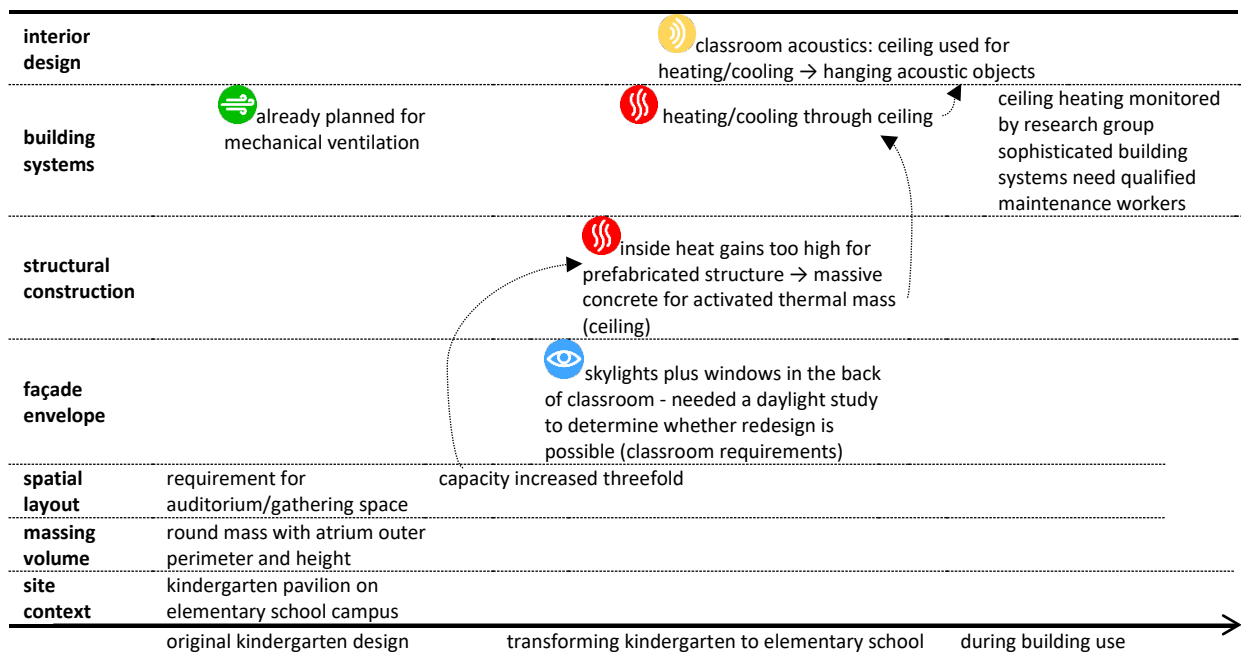 interior
design
classroom acoustics: ceiling used for
heating/cooling → hanging acoustic objects
building
systems
already planned for
mechanical ventilation
heating/cooling through ceiling
ceiling heating monitored
by research group
sophisticated building
systems need qualified
maintenance workers
structural
construction
inside heat gains too high for
prefabricated structure → massive
concrete for activated thermal mass
(ceiling)
façade
envelope
skylights plus windows in the back
of classroom - needed a daylight study
to determine whether redesign is
possible (classroom requirements)
spatial
layout
requirement for
auditorium/gathering space
capacity increased threefold
massing
volume
round mass with atrium outer
perimeter and height
site
context
kindergarten pavilion on
elementary school campus
original kindergarten design
transforming kindergarten to elementary school
during building use